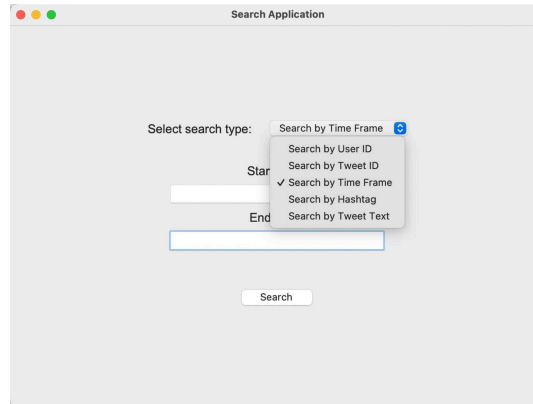 Search Application
Select search type: Search by Time Frame
Search by User ID
Search by Tweet ID
Star
✓ Search by Time Frame
Search by Hashtag
End
Search by Tweet Text
Search